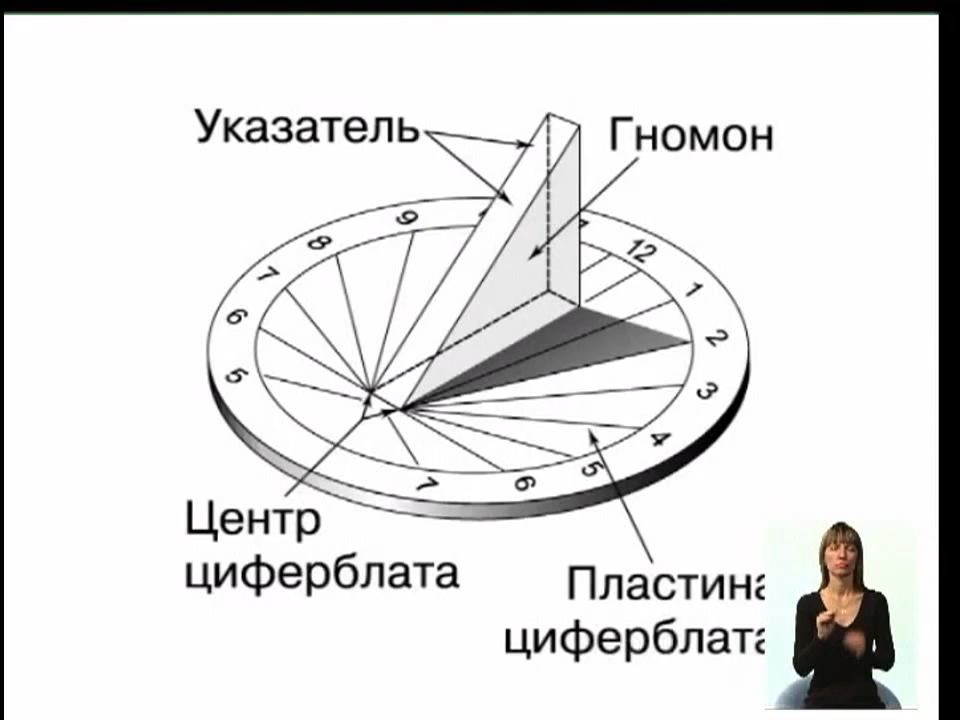 Указатель
Гномон
9
8
7
6
5
12
1
2
3
4
5
6
7
Центр
циферблата
Пластина
циферблата